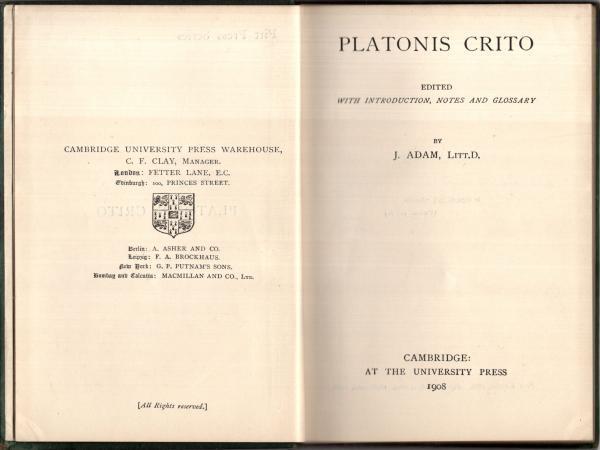 CAMBRIDGE UNIVERSITY PRESS WAREHOUSE,
C. F. CLAY, MANAGER.
London: FETTER LANE, E.C.
Edinburgh: 100, PRINCES STREET.
Berlin: A. ASHER AND CO.
Leipzig: F. A. BROCKHAUS.
New York: G. P. PUTNAM'S SONS.
Bombay and Calcutta: MACMILLAN AND CO., LTD.
[All Rights reserved.]
PLATONIS CRITO
EDITED
WITH INTRODUCTION, NOTES AND GLOSSARY
BY
J. ADAM, LITT.D.
CAMBRIDGE:
AT THE UNIVERSITY PRESS
1908